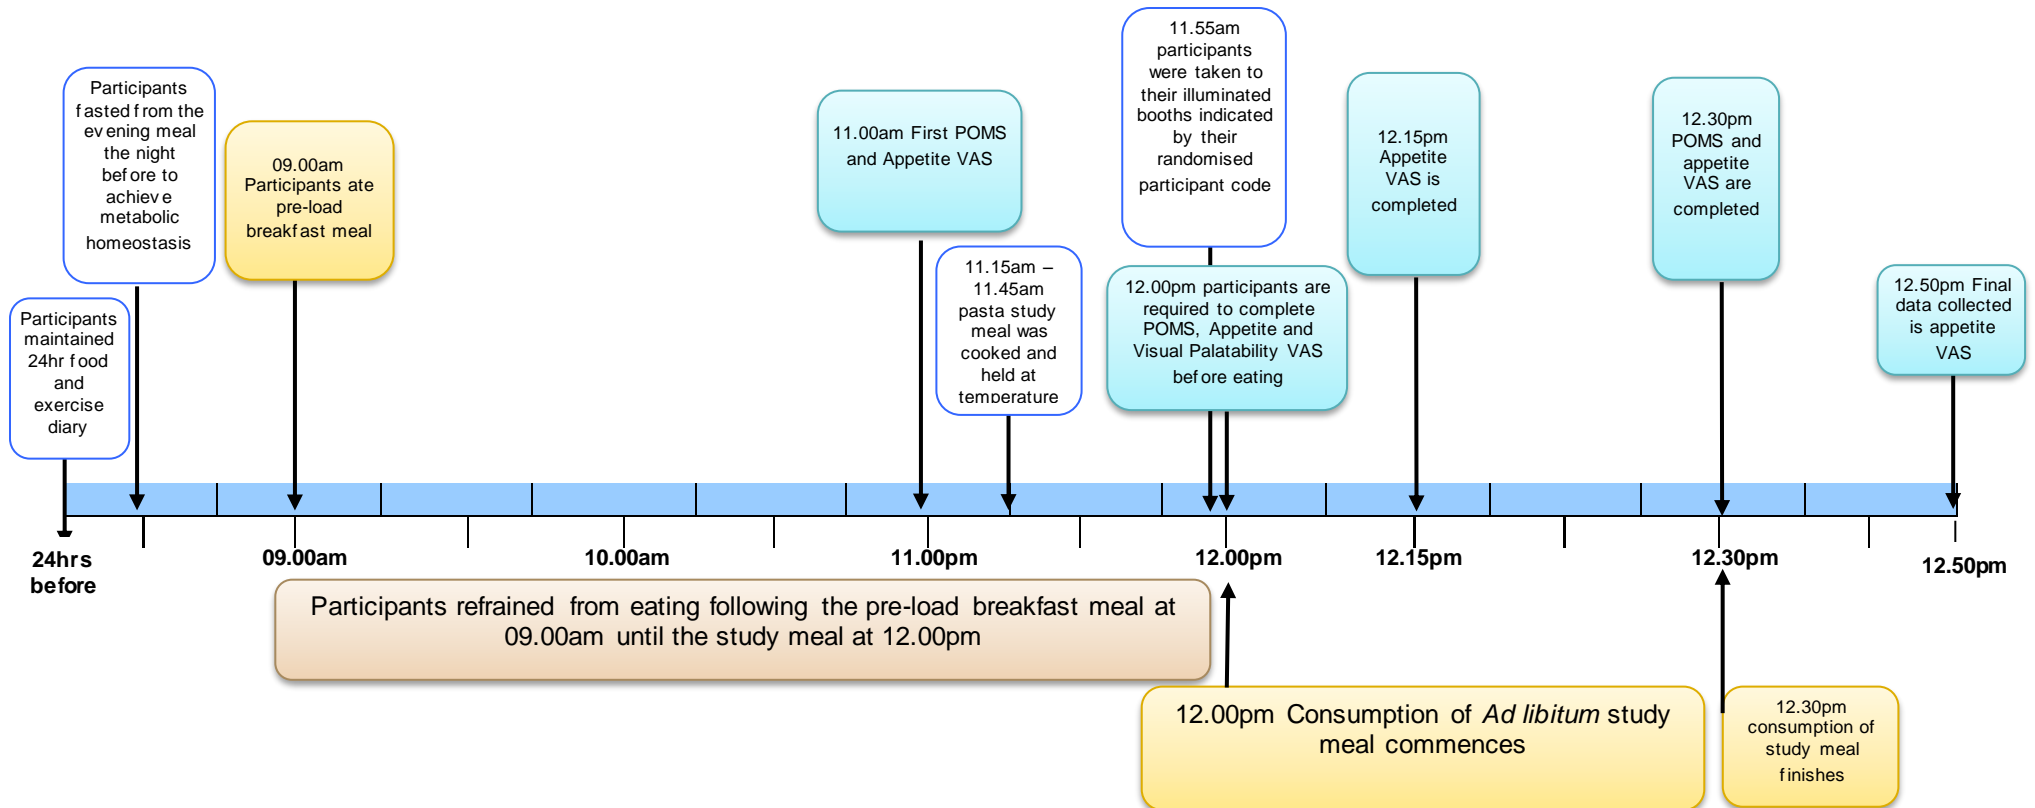 Participants
fasted from the
evening meal
the night
before to
achieve
metabolic
homeostasis
09.00am
Participants ate
pre-load
breakfast meal
11.00am First POMS
and Appetite VAS
11.55am
participants
were taken to
their illuminated
booths indicated
by their
randomised
participant code
12.15pm
Appetite
VAS is
completed
12.30pm
POMS and
appetite
VAS are
completed
Participants
maintained
24hr food
and
exercise
diary
11.15am –
11.45am
pasta study
meal was
cooked and
held at
temperature
12.00pm participants are
required to complete
POMS, Appetite and
Visual Palatability VAS
before eating
12.50pm Final
data collected
is appetite
VAS
24hrs
before
09.00am
10.00am
11.00pm
12.00pm
12.15pm
12.30pm
12.50pm
Participants refrained from eating following the pre-load breakfast meal at
09.00am until the study meal at 12.00pm
12.00pm Consumption of Ad libitum study
meal commences
12.30pm
consumption of
study meal
finishes